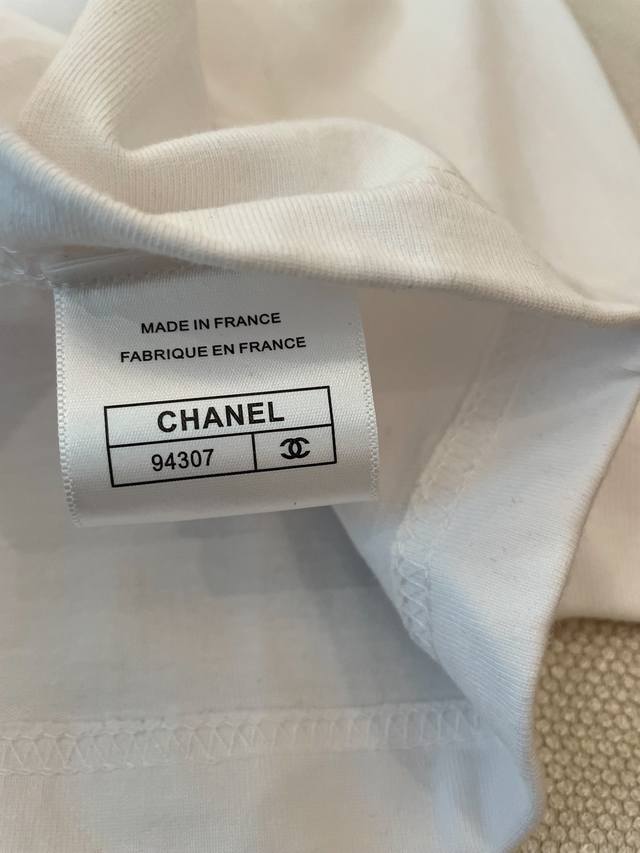 MADE IN FRANCE
FABRIQUE EN FRANCE
CHANEL
94307